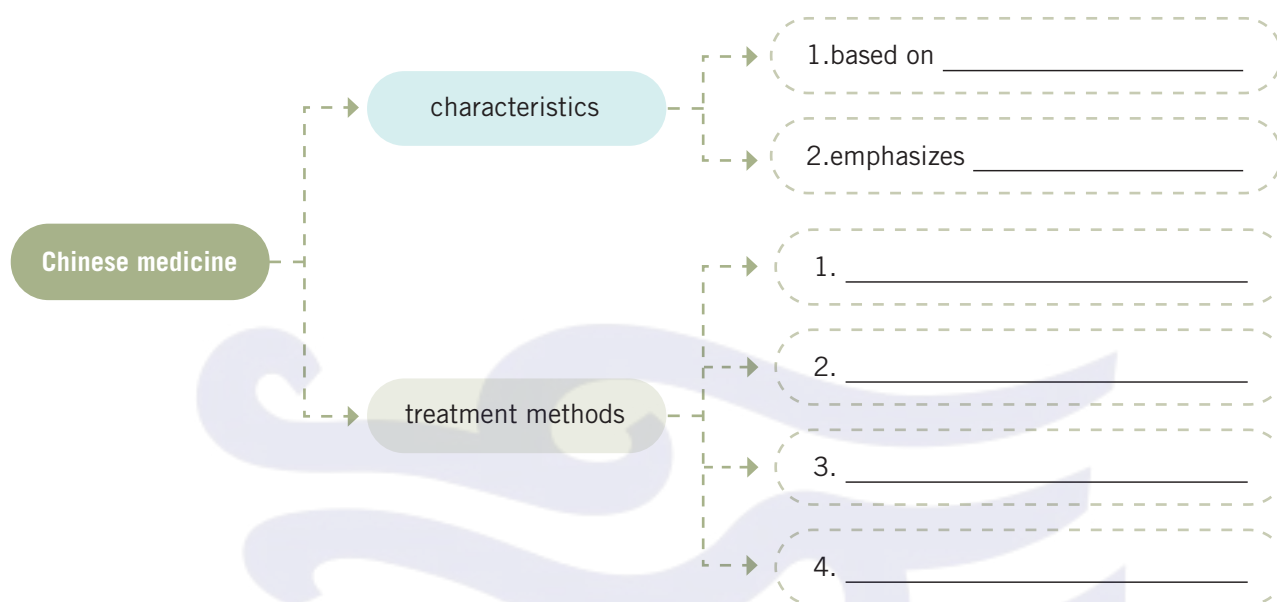 1.based on
characteristics
2.emphasizes
Chinese medicine
1.
2.
treatment methods
3.
4.